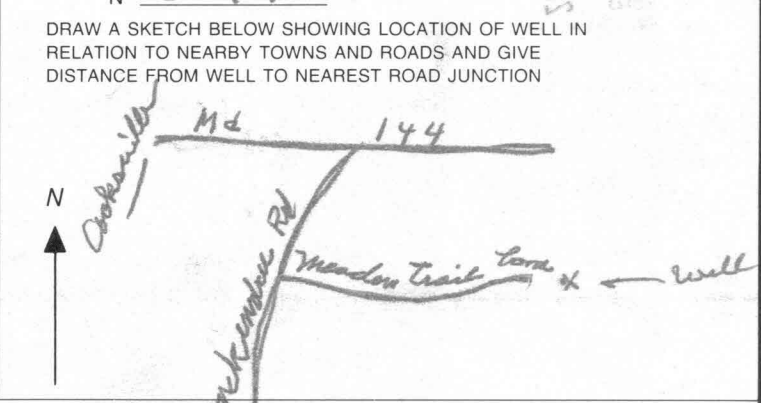 N
DRAW A SKETCH BELOW SHOWING LOCATION OF WELL IN
RELATION TO NEARBY TOWNS AND ROADS AND GIVE
DISTANCE FROM WELL TO NEAREST ROAD JUNCTION
Md 144
Cooksville
N
McKendree Rd
Meadow Trail Lane x ← Well